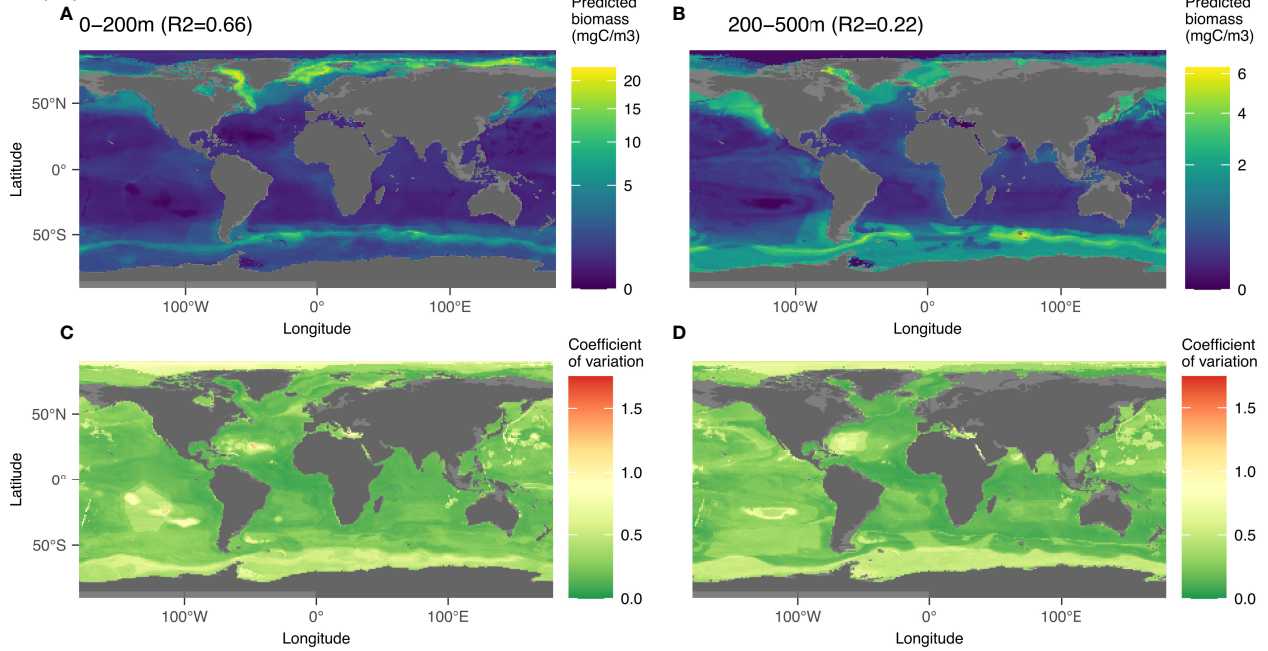 A
0−200m (R2=0.66)
Predicted
biomass
(mgC/m3)
20
15
10
5
0
50°N
0°
50°S
Latitude
100°W
0°
100°E
Longitude
B
200−500m (R2=0.22)
Predicted
biomass
(mgC/m3)
6
4
2
0
100°W
0°
100°E
Longitude
C
Coefficient
of variation
1.5
1.0
0.5
0.0
50°N
0°
50°S
Latitude
100°W
0°
100°E
Longitude
D
Coefficient
of variation
1.5
1.0
0.5
0.0
100°W
0°
100°E
Longitude